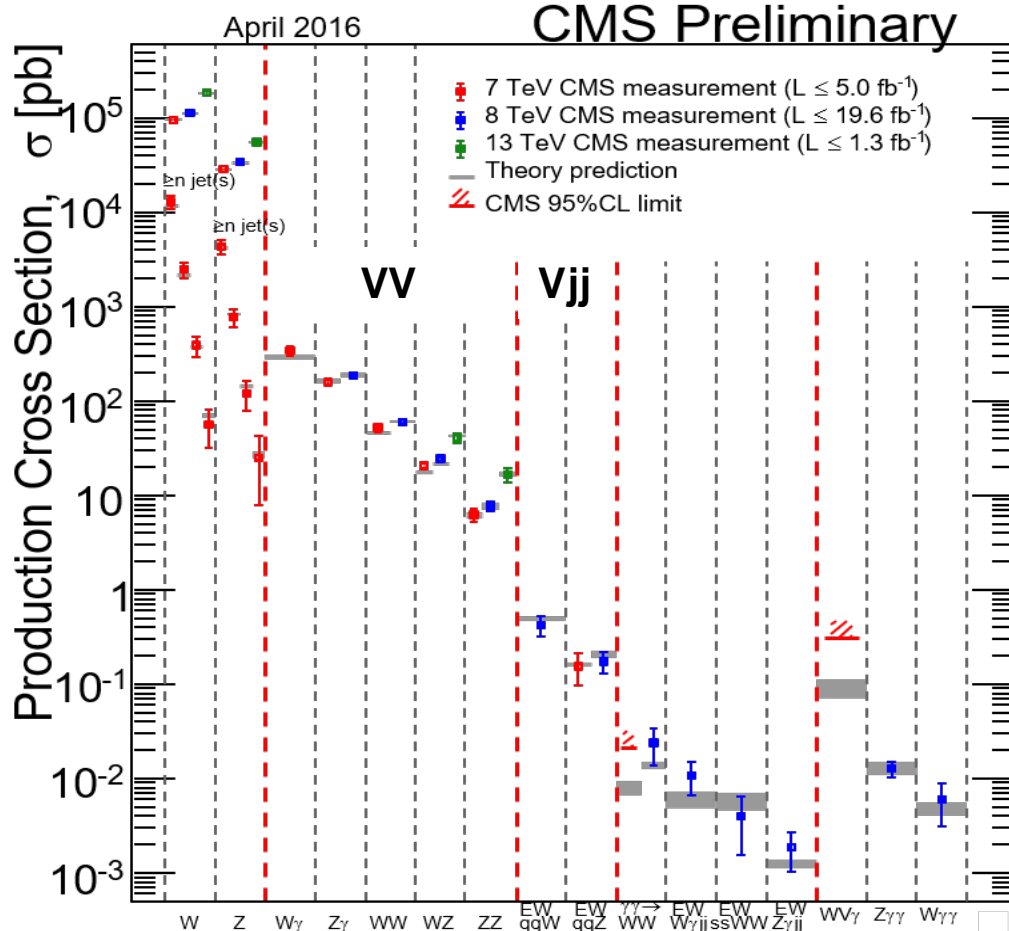 April 2016
CMS Preliminary
Production Cross Section, σ [pb]
7 TeV CMS measurement (L ≤ 5.0 fb⁻¹)
8 TeV CMS measurement (L ≤ 19.6 fb⁻¹)
13 TeV CMS measurement (L ≤ 1.3 fb⁻¹)
Theory prediction
CMS 95%CL limit
10⁵
10⁴
10³
10²
10
1
10⁻¹
10⁻²
10⁻³
≥n jet(s)
≥n jet(s)
VV
Vjj
W
Z
Wγ
Zγ
WW
WZ
ZZ
EW
qqW
EW
qqZ
γγ→
WW
EW
Wγjj
EW
ssWW
EW
Zγjj
WVγ
Zγγ
Wγγ